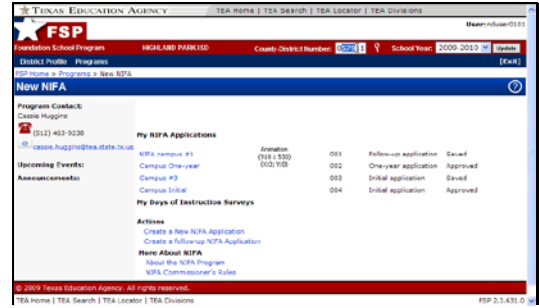 TEXAS EDUCATION AGENCY TEA Home | TEA Search | TEA Locator | TEA Divisions
FSP
Foundation School Program HIGHLAND PARK ISD County-District Number: School Year: 2009-2010 Update
District Profile Programs [Exit]
FSP Home > Programs > New NIFA
New NIFA
Program Contact:
Cassie Huggins
(512) 463-9238
cassie.huggins@tea.state.tx.us
Upcoming Events:
Announcements:
My NIFA Applications
NIFA campus #1 001 Follow-up application Saved
Campus One-year 002 One-year application Approved
Campus #3 003 Initial application Saved
Campus Initial 004 Initial application Approved
Animation
My Days of Instruction Surveys
Actions
Create a New NIFA Application
Create a follow-up NIFA Application
More About NIFA
About the NIFA Program
NIFA Commissioner's Rules
© 2009 Texas Education Agency. All rights reserved.
TEA Home | TEA Search | TEA Locator | TEA Divisions FSP 2.3.631.0